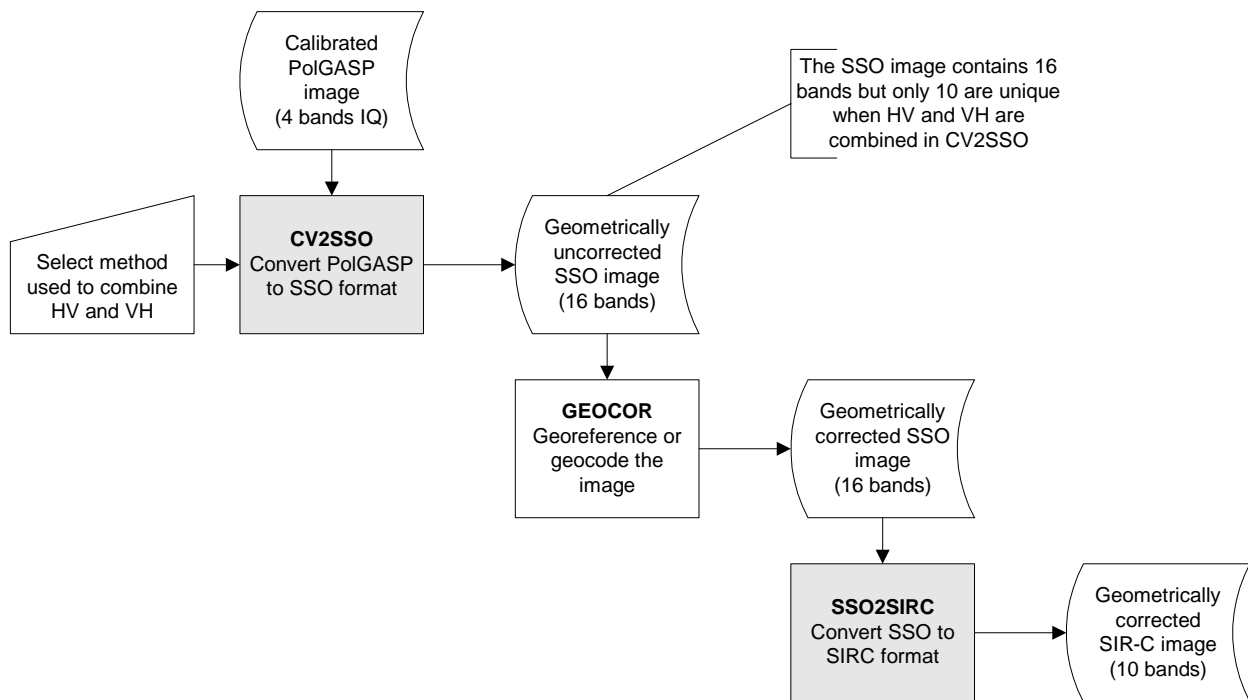 Calibrated
PolGASP
image
(4 bands IQ)
The SSO image contains 16
bands but only 10 are unique
when HV and VH are
combined in CV2SSO
Select method
used to combine
HV and VH
CV2SSO
Convert PolGASP
to SSO format
Geometrically
uncorrected
SSO image
(16 bands)
GEOCOR
Georeference or
geocode the
image
Geometrically
corrected SSO
image
(16 bands)
SSO2SIRC
Convert SSO to
SIRC format
Geometrically
corrected
SIR-C image
(10 bands)